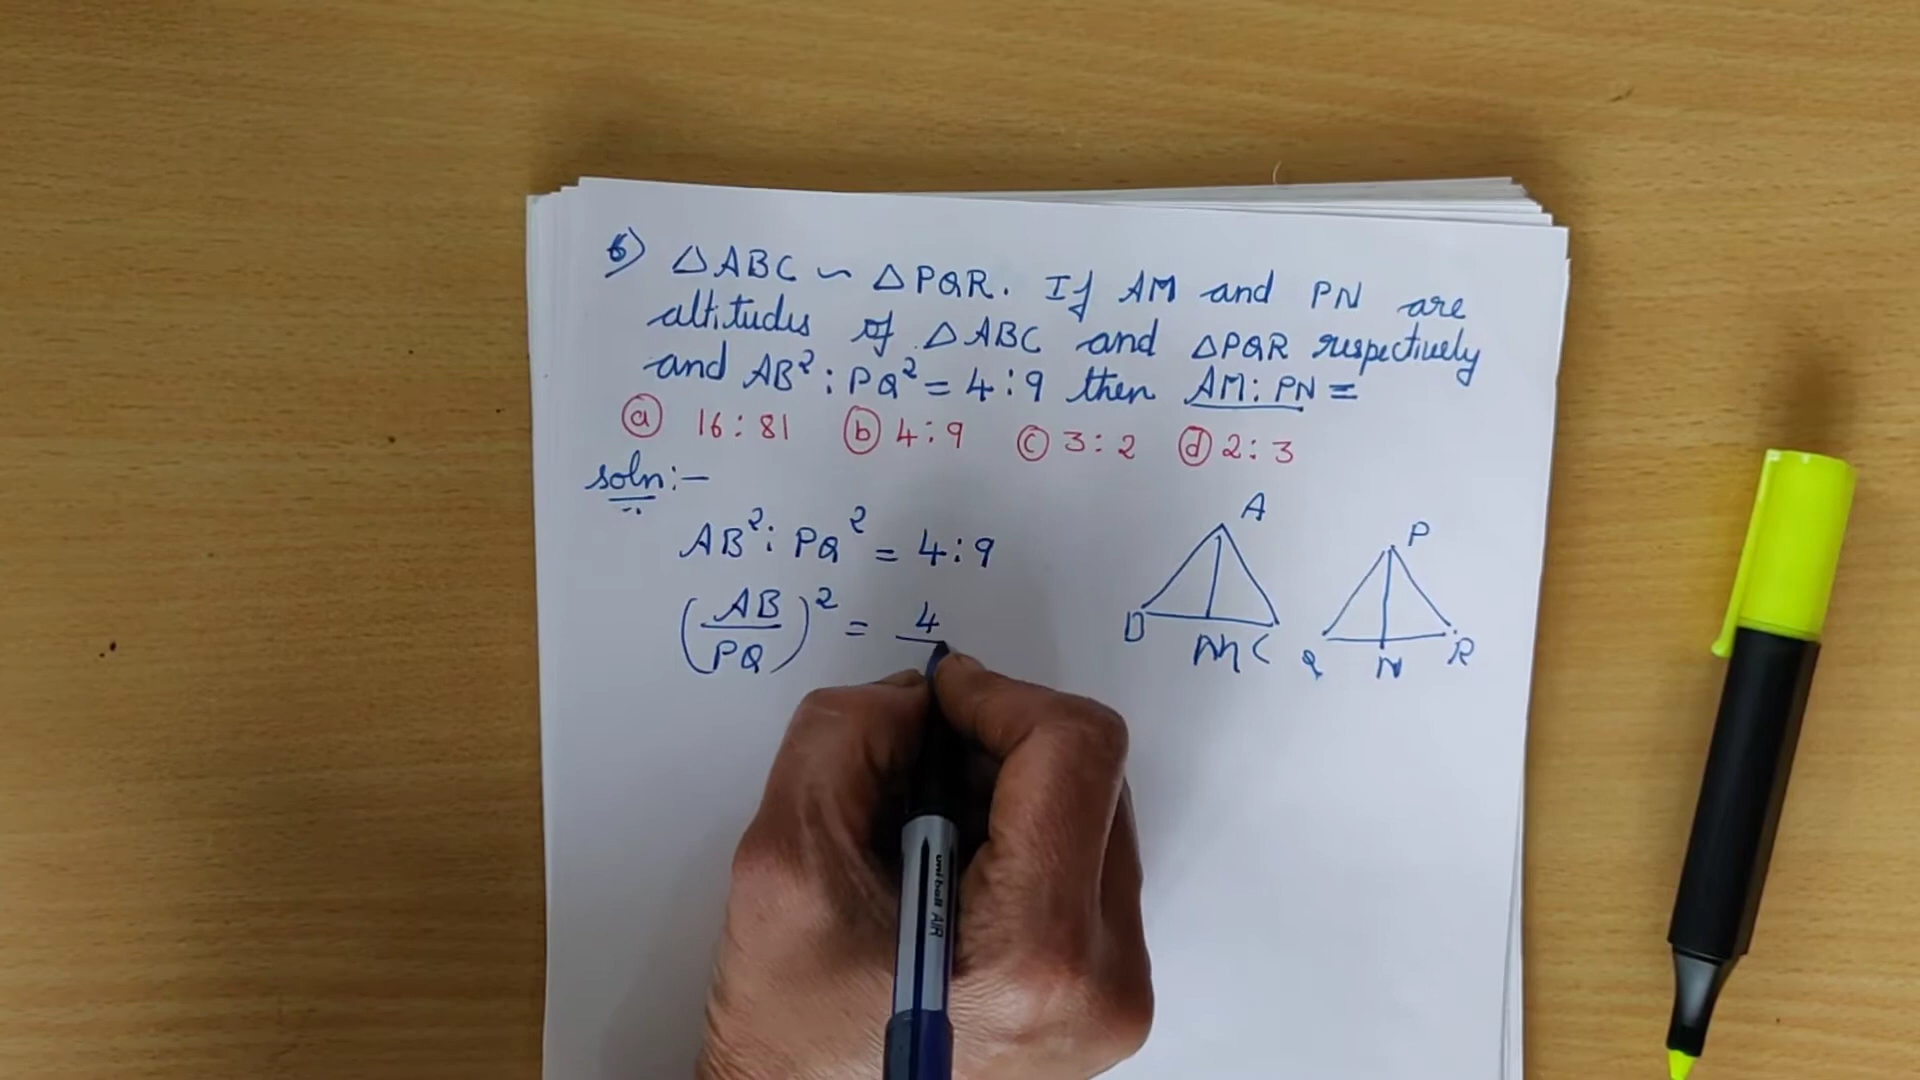 6) △ABC ∽ △PQR. If AM and PN are
altitudes of △ABC and △PQR respectively
and AB² : PQ² = 4 : 9 then AM : PN =
ⓐ 16 : 81 ⓑ 4 : 9 ⓒ 3 : 2 ⓓ 2 : 3
soln:-
AB² : PQ² = 4 : 9
(AB/PQ)² = 4
A
P
B
M C
Q
N
R
uni-ball AIR